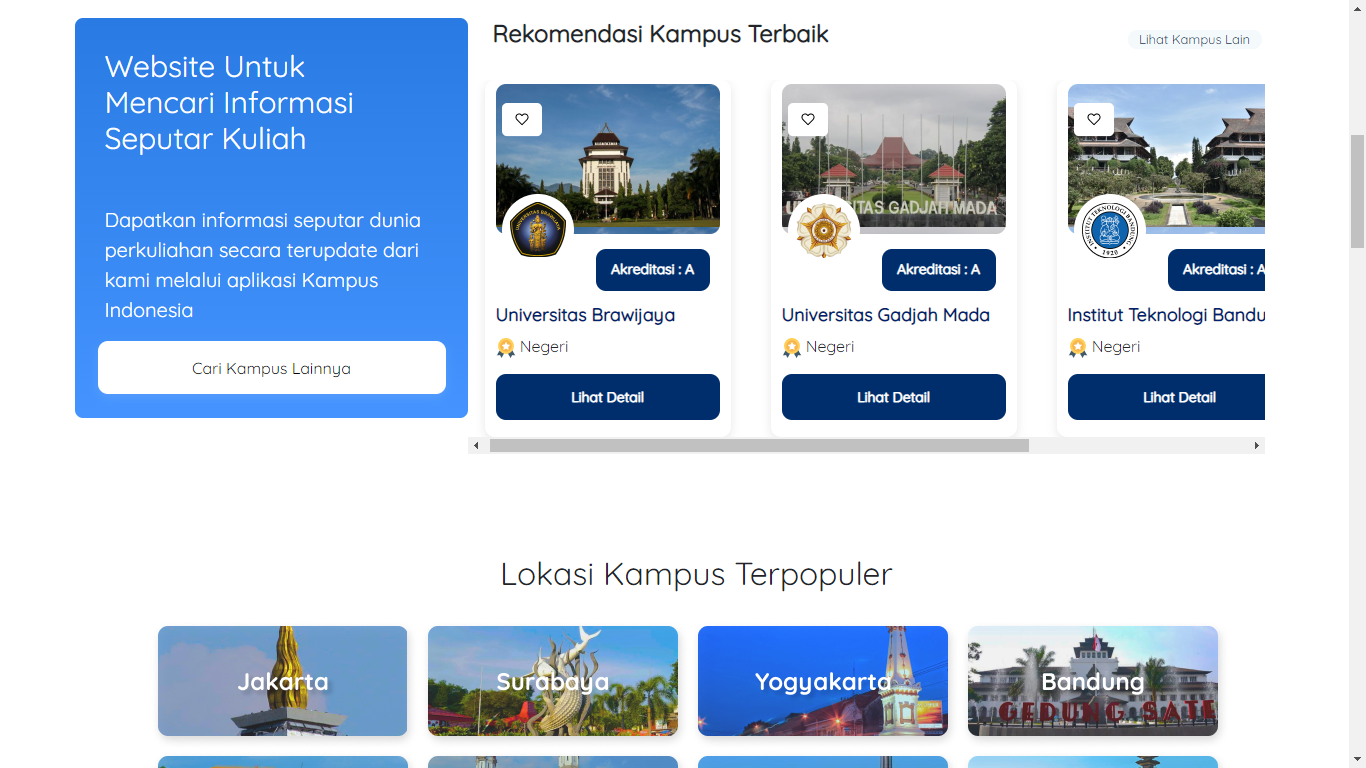 Website Untuk
Mencari Informasi
Seputar Kuliah
Dapatkan informasi seputar dunia
perkuliahan secara terupdate dari
kami melalui aplikasi Kampus
Indonesia
Cari Kampus Lainnya
Rekomendasi Kampus Terbaik
Lihat Kampus Lain
UNIVERSITAS BRAWIJAYA
Akreditasi : A
Universitas Brawijaya
Negeri
Lihat Detail
GADJAH MADA
Akreditasi : A
Universitas Gadjah Mada
Negeri
Lihat Detail
INSTITUT TEKNOLOGI BANDUNG
1920
Akreditasi : A
Institut Teknologi Bandu
Negeri
Lihat Detail
Lokasi Kampus Terpopuler
Jakarta
Surabaya
Yogyakarta
Bandung
GEDUNG SATE